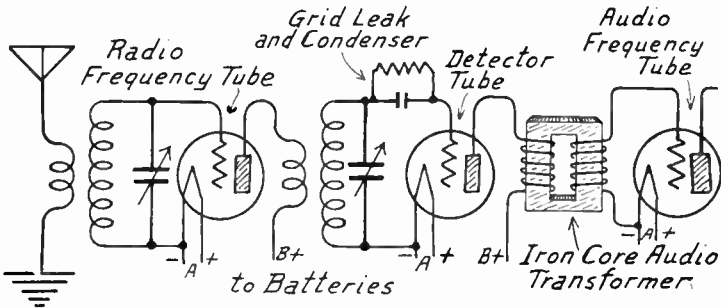 Grid Leak
and Condenser
Audio
Frequency
Tube
Radio
Frequency Tube
Detector
Tube
- A +
B+
to Batteries
- A +
B+
Iron Core Audio
Transformer
- A +